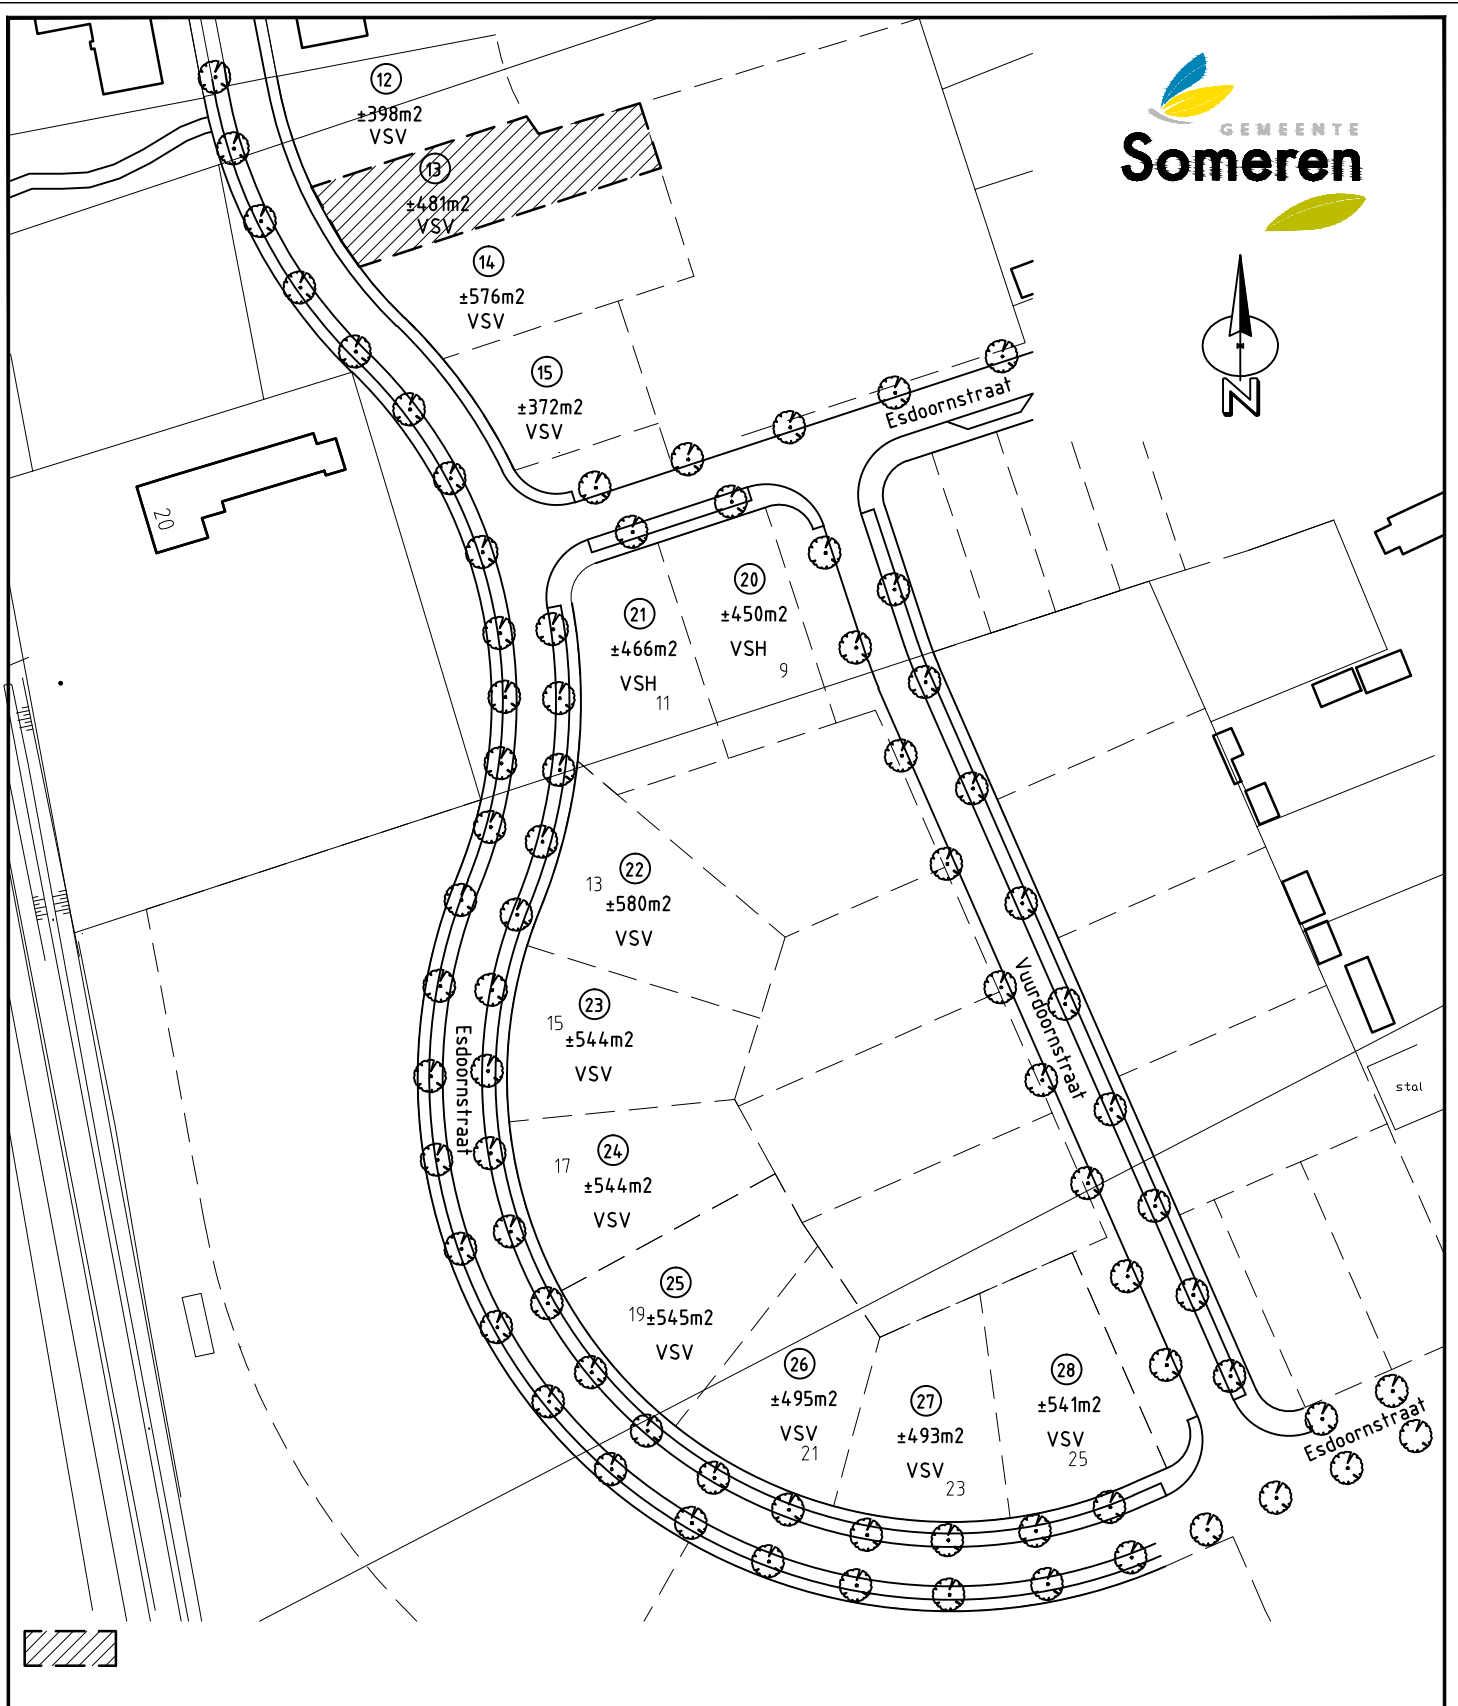 GEMEENTE
Someren
N
12
±398m2
VSV
13
±481m2
VSV
14
±576m2
VSV
15
±372m2
VSV
Esdoornstraat
20
20
±450m2
VSH
9
21
±466m2
VSH
11
22
13
±580m2
VSV
23
15
±544m2
VSV
Esdoornstraat
Vuurdoornstraat
stal
24
17
±544m2
VSV
25
19 ±545m2
VSV
26
±495m2
VSV
21
27
±493m2
VSV
23
28
±541m2
VSV
25
Esdoornstraat